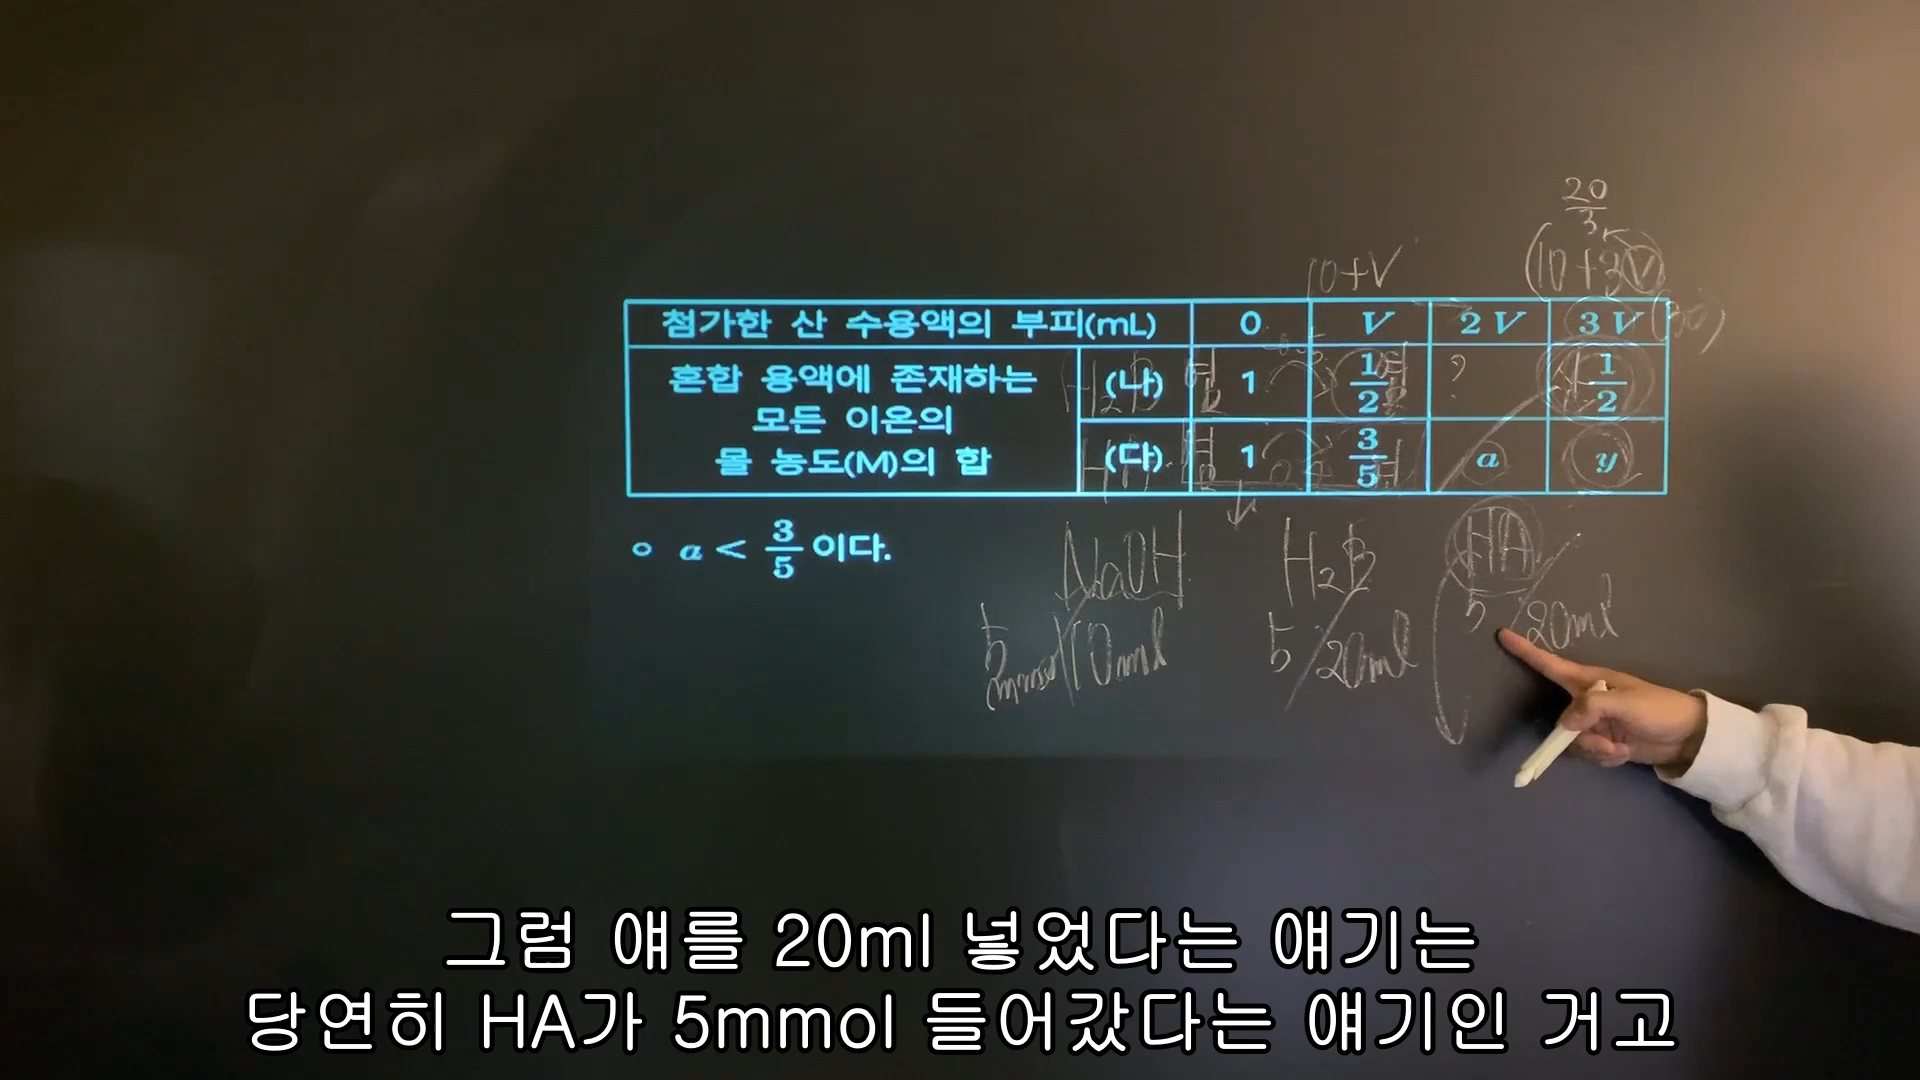 20
3
10+V
(10+3V)
첨가한 산 수용액의 부피(mL) 0 V 2V 3V (30)
혼합 용액에 존재하는 모든 이온의 몰 농도(M)의 합
(나) 1 1/2 ? 1/2
(다) 1 3/5 a y
○ a < 3/5 이다.
NaOH H₂B HA
5mmol/10ml 5/20ml 5/20ml
그럼 얘를 20ml 넣었다는 얘기는
당연히 HA가 5mmol 들어갔다는 얘기인 거고